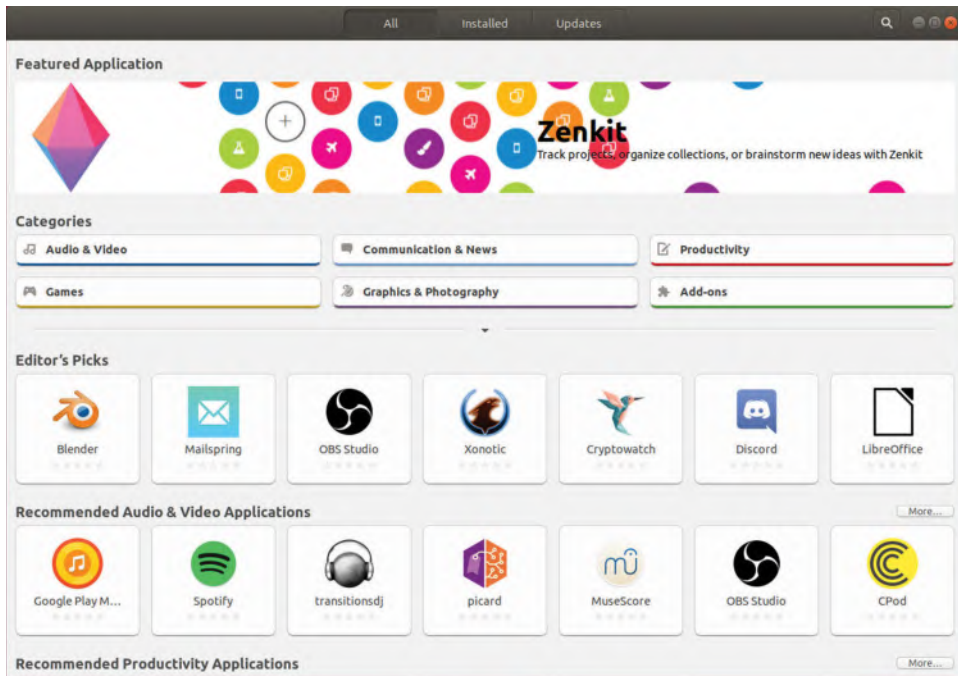 All Installed Updates
Featured Application
Zenkit
Track projects, organize collections, or brainstorm new ideas with Zenkit
Categories
Audio & Video Communication & News Productivity
Games Graphics & Photography Add-ons
Editor's Picks
Blender Mailspring OBS Studio Xonotic Cryptowatch Discord LibreOffice
Recommended Audio & Video Applications More...
Google Play M... Spotify transitionsdj picard MuseScore OBS Studio CPod
Recommended Productivity Applications More...